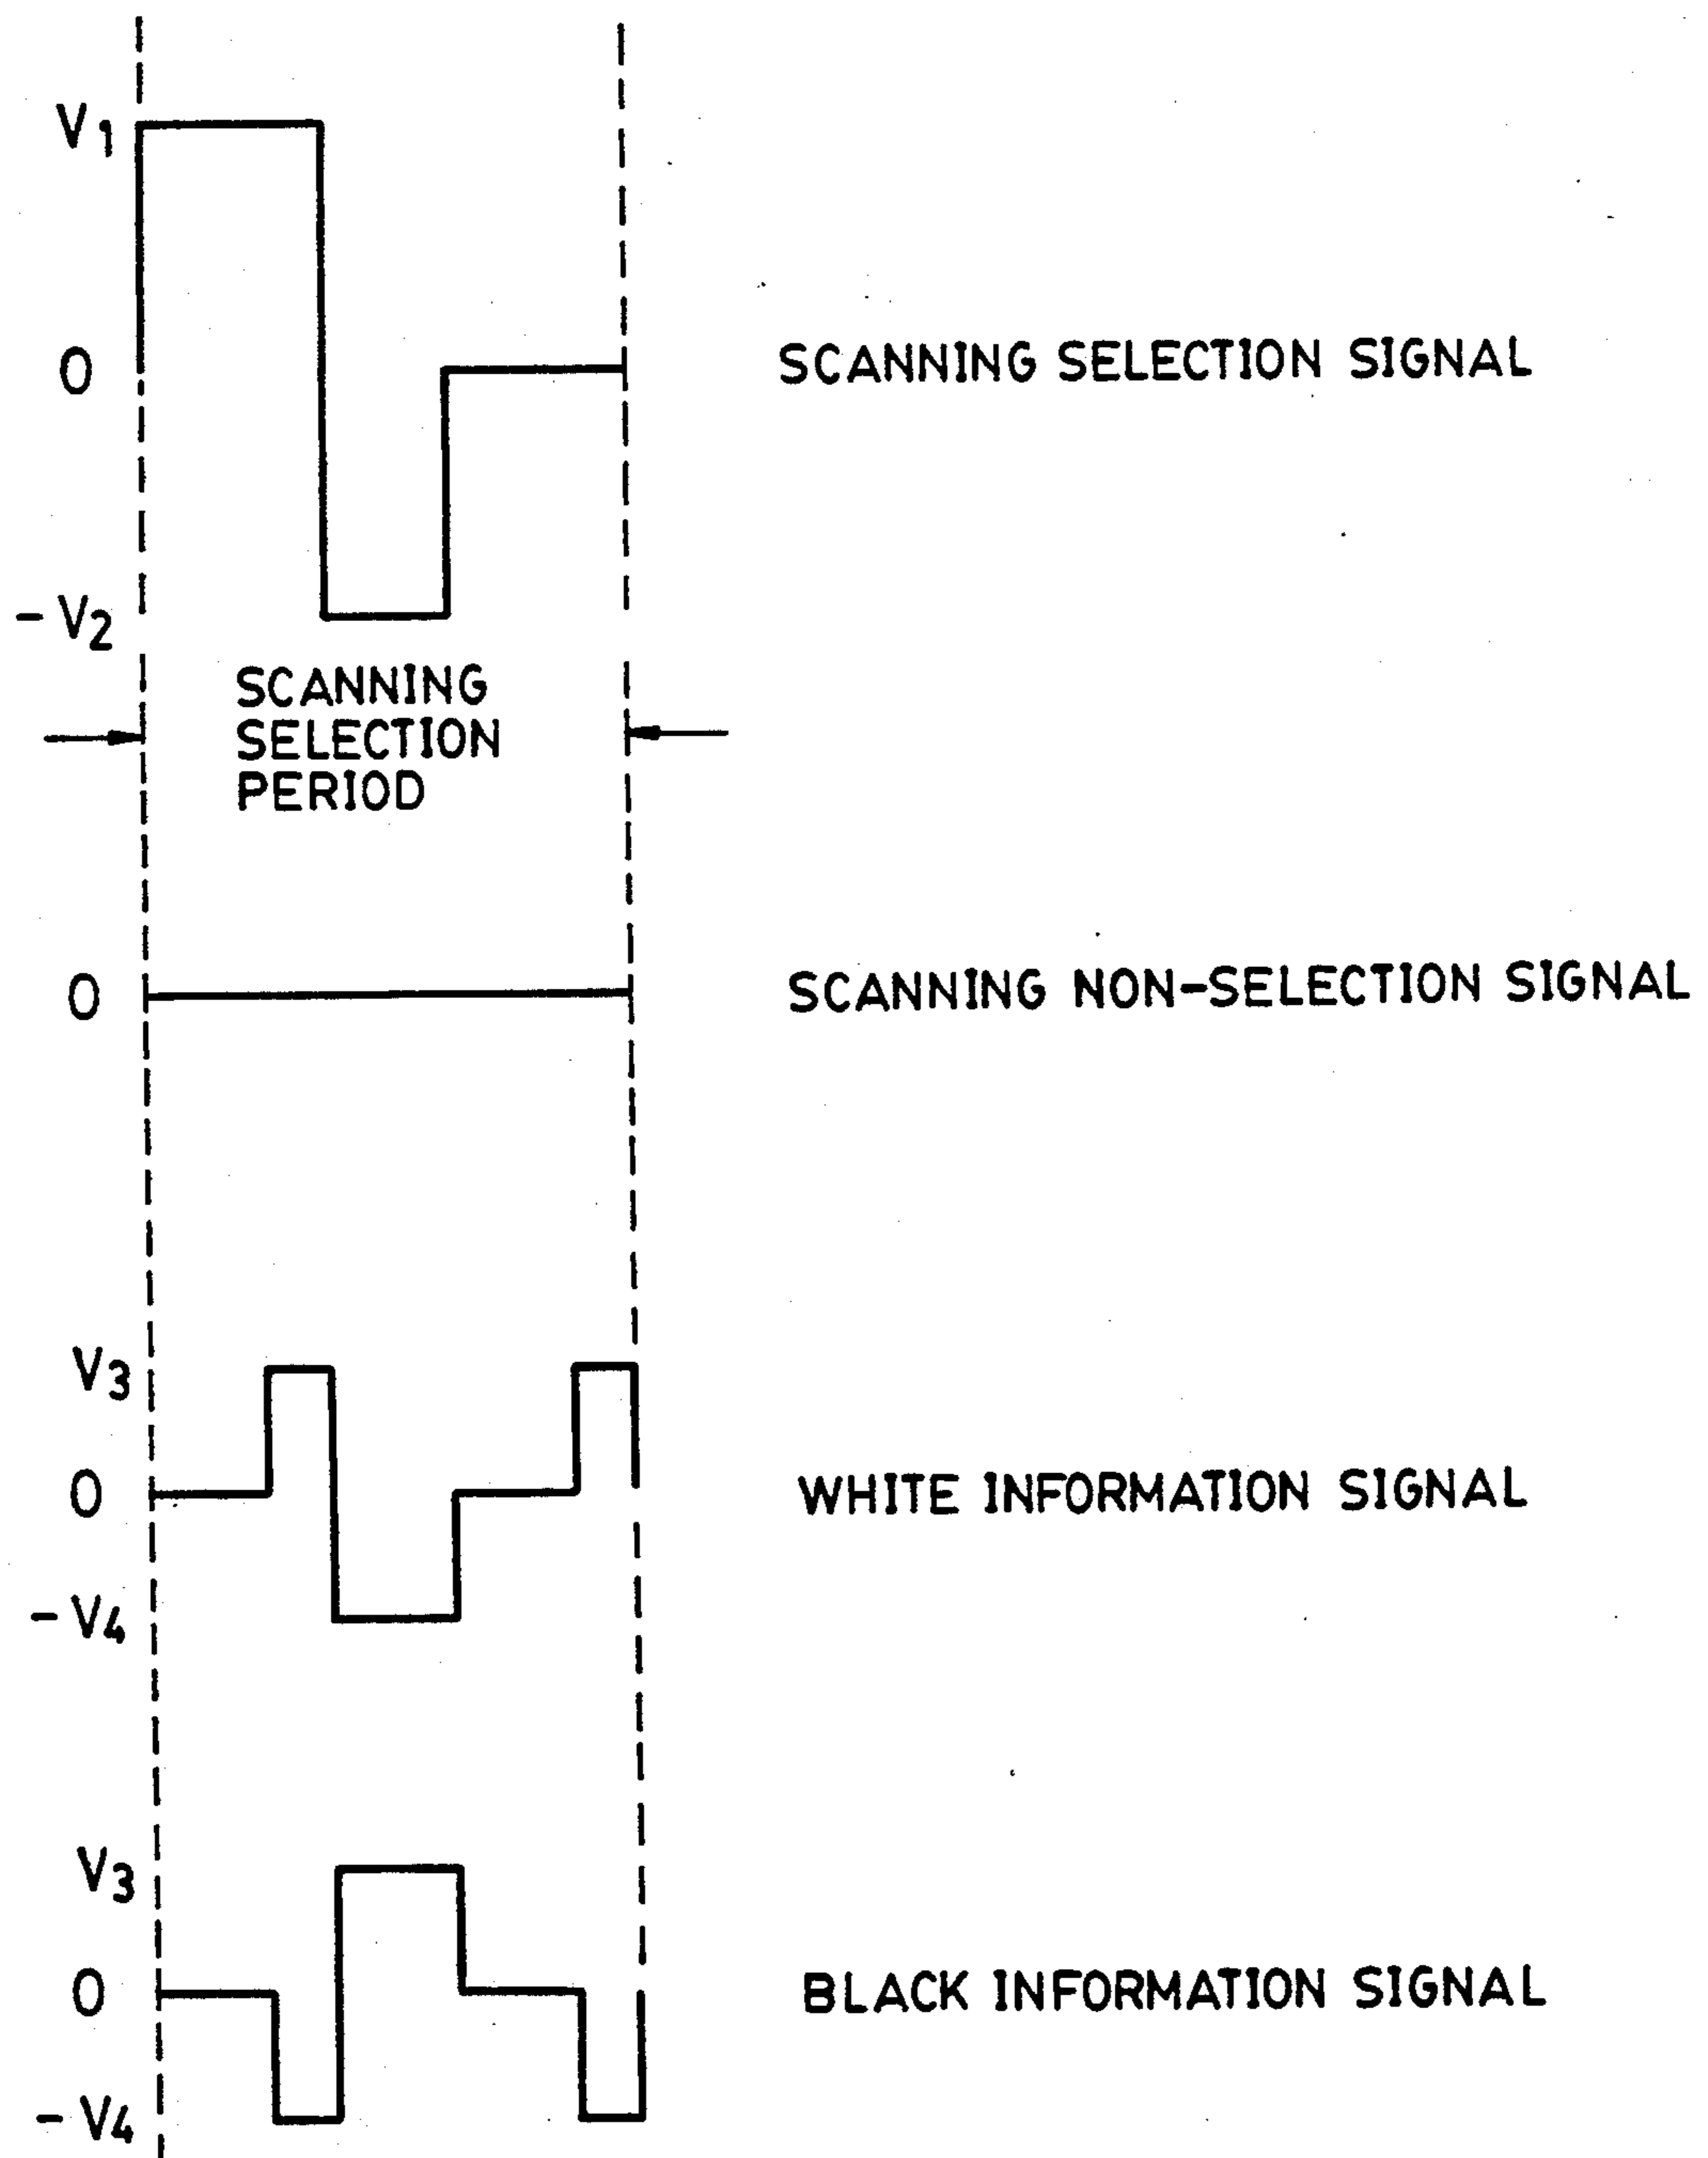 V1
0
SCANNING SELECTION SIGNAL
-V2
SCANNING
SELECTION
PERIOD
0
SCANNING NON-SELECTION SIGNAL
V3
0
WHITE INFORMATION SIGNAL
-V4
V3
0
BLACK INFORMATION SIGNAL
-V4